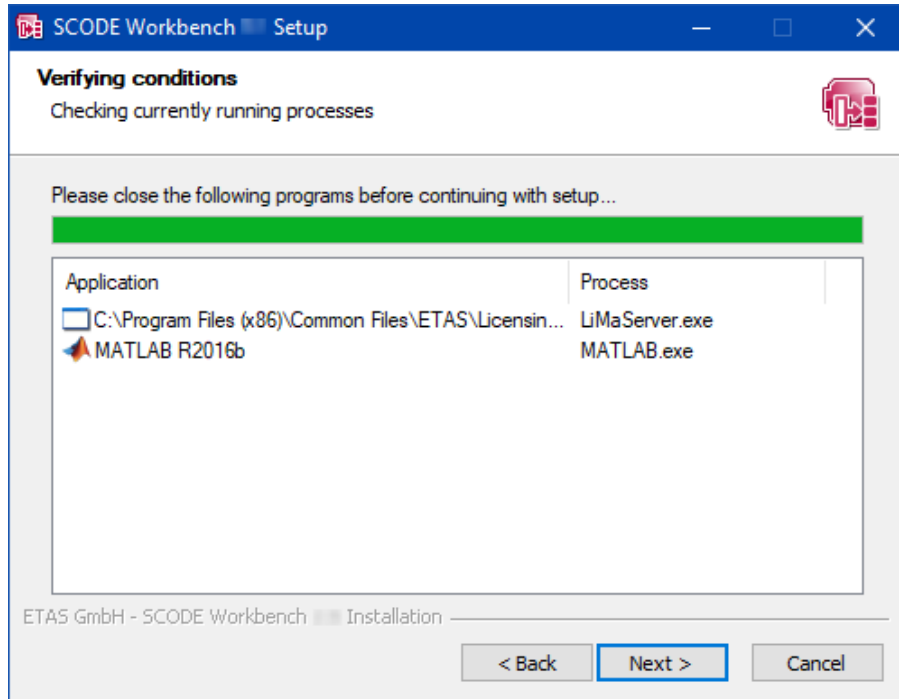 SCODE Workbench Setup
Verifying conditions
Checking currently running processes
Please close the following programs before continuing with setup...
Application Process
C:\Program Files (x86)\Common Files\ETAS\Licensin... LiMaServer.exe
MATLAB R2016b MATLAB.exe
ETAS GmbH - SCODE Workbench Installation
< Back Next > Cancel